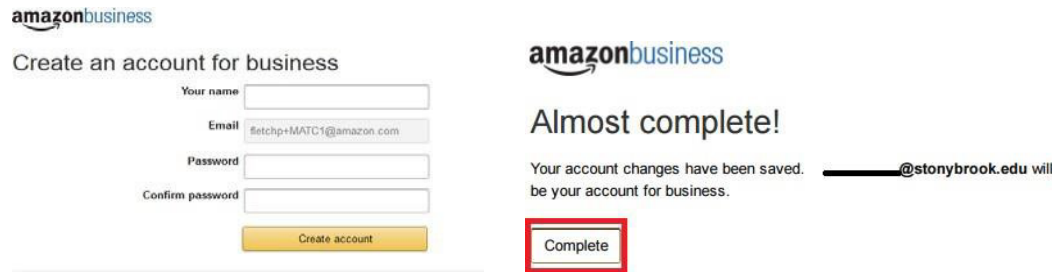 amazonbusiness
Create an account for business
Your name
Email
fletchp+MATC1@amazon.com
Password
Confirm password
Create account
amazonbusiness
Almost complete!
Your account changes have been saved. @stonybrook.edu will
be your account for business.
Complete